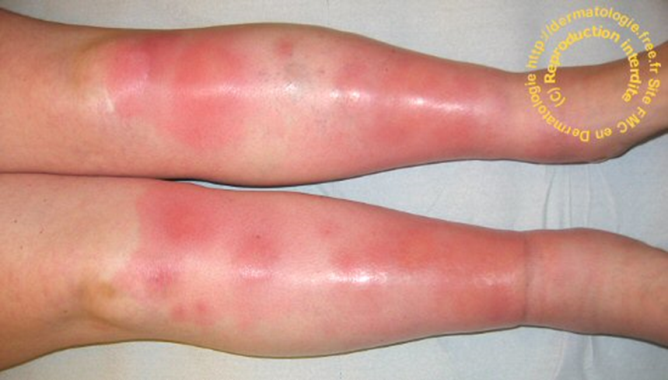 http://dermatologie.free.fr Site FMC en Dermatologie
(C) Reproduction interdite